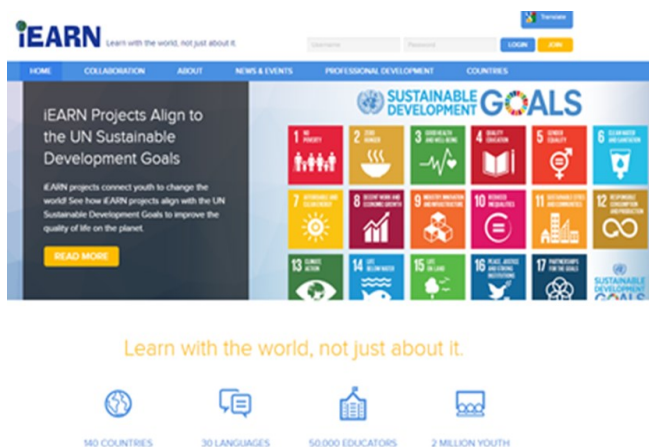 Translate
iEARN Learn with the world, not just about it.
Username
Password
LOGIN
JOIN
HOME
COLLABORATION
ABOUT
NEWS & EVENTS
PROFESSIONAL DEVELOPMENT
COUNTRIES
iEARN Projects Align to
the UN Sustainable
Development Goals
iEARN projects connect youth to change the
world! See how iEARN projects align with the UN
Sustainable Development Goals to improve the
quality of life on the planet.
READ MORE
SUSTAINABLE
DEVELOPMENT GOALS
1 NO
POVERTY
2 ZERO
HUNGER
3 GOOD HEALTH
AND WELL-BEING
4 QUALITY
EDUCATION
5 GENDER
EQUALITY
6 CLEAN WATER
AND SANITATION
7 AFFORDABLE AND
CLEAN ENERGY
8 DECENT WORK AND
ECONOMIC GROWTH
9 INDUSTRY, INNOVATION
AND INFRASTRUCTURE
10 REDUCED
INEQUALITIES
11 SUSTAINABLE CITIES
AND COMMUNITIES
12 RESPONSIBLE
CONSUMPTION
AND PRODUCTION
13 CLIMATE
ACTION
14 LIFE
BELOW WATER
15 LIFE
ON LAND
16 PEACE, JUSTICE
AND STRONG
INSTITUTIONS
17 PARTNERSHIPS
FOR THE GOALS
SUSTAINABLE
DEVELOPMENT
GOALS
Learn with the world, not just about it.
140 COUNTRIES
30 LANGUAGES
50,000 EDUCATORS
2 MILLION YOUTH